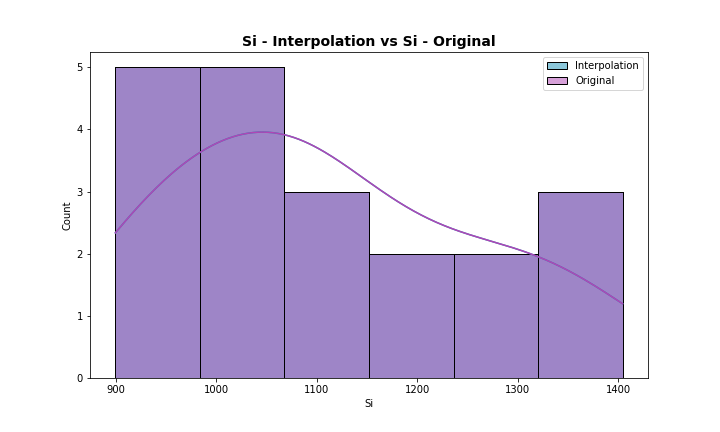 Si - Interpolation vs Si - Original
Interpolation
Original
5
4
3
2
1
0
Count
900
1000
1100
1200
1300
1400
Si